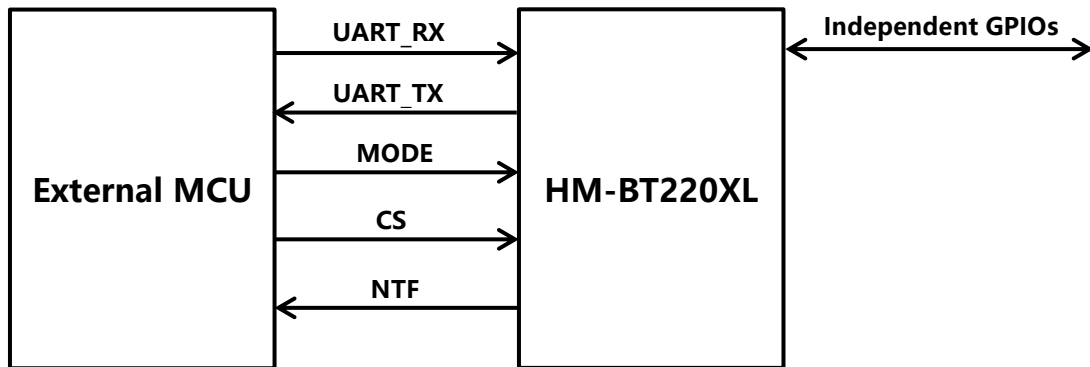 UART_RX
Independent GPIOs
UART_TX
MODE
External MCU
HM-BT220XL
CS
NTF